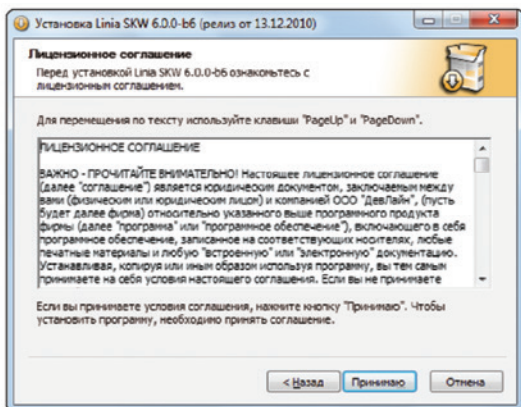 Установка Linia SKW 6.0.0-b6 (релиз от 13.12.2010)
Лицензионное соглашение
Перед установкой Linia SKW 6.0.0-b6 ознакомьтесь с
лицензионным соглашением.
Для перемещения по тексту используйте клавиши "PageUp" и "PageDown".
ЛИЦЕНЗИОННОЕ СОГЛАШЕНИЕ
ВАЖНО - ПРОЧИТАЙТЕ ВНИМАТЕЛЬНО! Настоящее лицензионное соглашение
(далее "соглашение") является юридическим документом, заключаемым между
вами (физическим или юридическим лицом) и компанией ООО "ДевЛайн", (пусть
будет далее фирма) относительно указанного выше программного продукта
фирмы (далее "программа" или "программное обеспечение"), включающего в себя
программное обеспечение, записанное на соответствующих носителях, любые
печатные материалы и любую "встроенную" или "электронную" документацию.
Устанавливая, копируя или иным образом используя программу, вы тем самым
принимаете на себя условия настоящего соглашения. Если вы не принимаете
Если вы принимаете условия соглашения, нажмите кнопку "Принимаю". Чтобы
установить программу, необходимо принять соглашение.
< Назад Принимаю Отмена